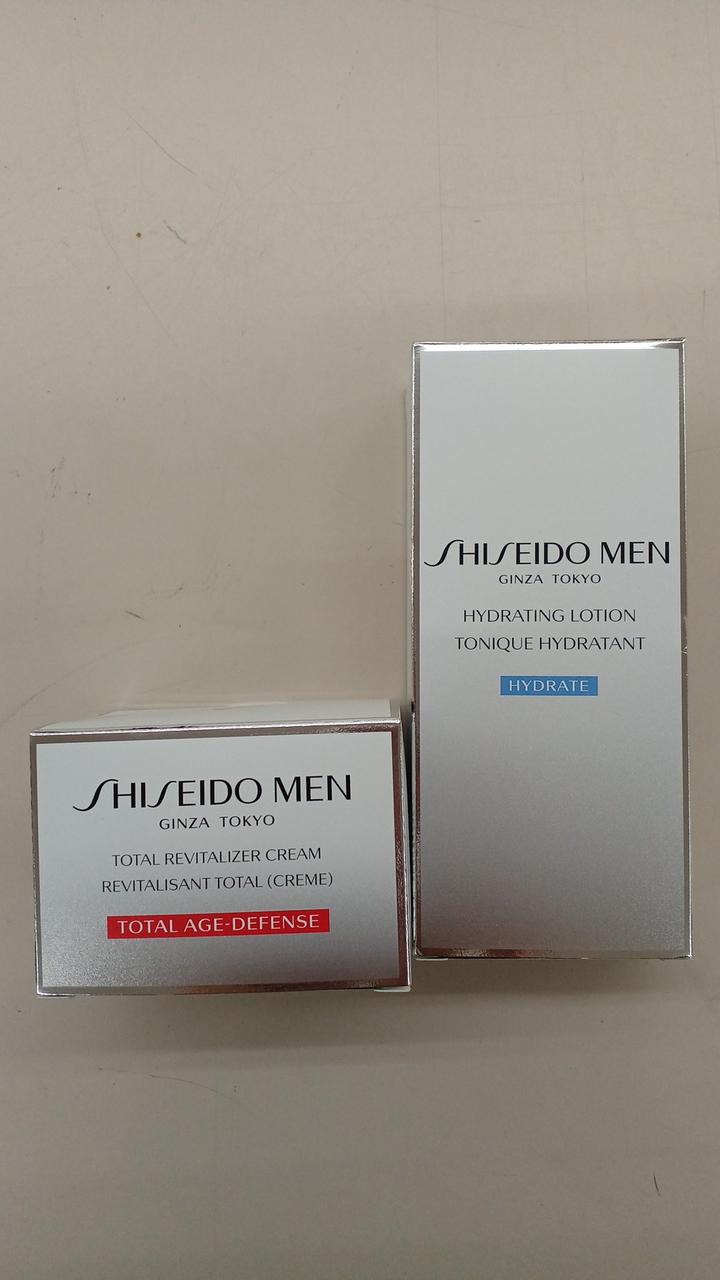 SHISEIDO MEN
GINZA TOKYO
HYDRATING LOTION
TONIQUE HYDRATANT
HYDRATE
SHISEIDO MEN
GINZA TOKYO
TOTAL REVITALIZER CREAM
REVITALISANT TOTAL (CREME)
TOTAL AGE-DEFENSE